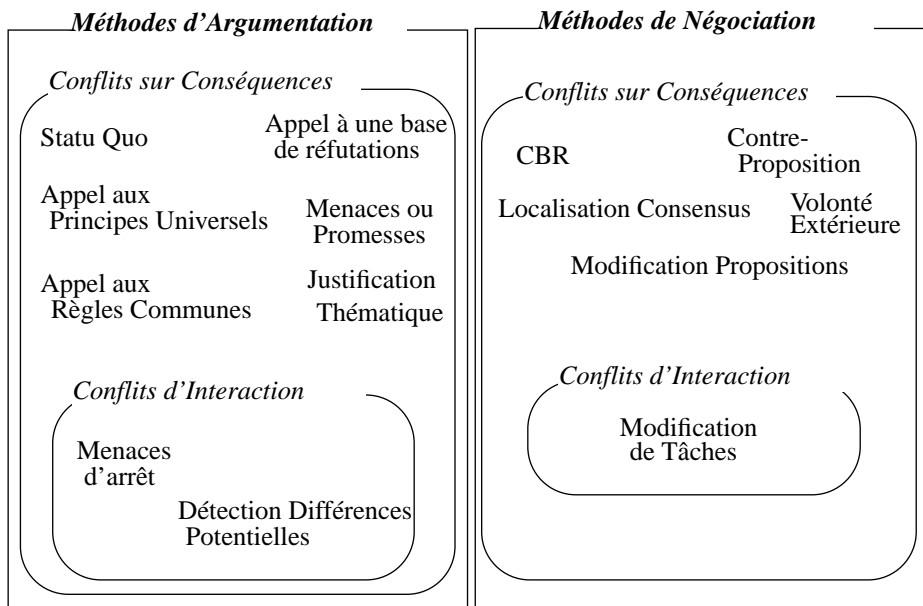 Méthodes d'Argumentation
Conflits sur Conséquences
Statu Quo
Appel à une base
de réfutations
Appel aux
Principes Universels
Menaces ou
Promesses
Appel aux
Règles Communes
Justification
Thématique
Conflits d'Interaction
Menaces
d'arrêt
Détection Différences
Potentielles
Méthodes de Négociation
Conflits sur Conséquences
CBR
Contre-
Proposition
Localisation Consensus
Volonté
Extérieure
Modification Propositions
Conflits d'Interaction
Modification
de Tâches